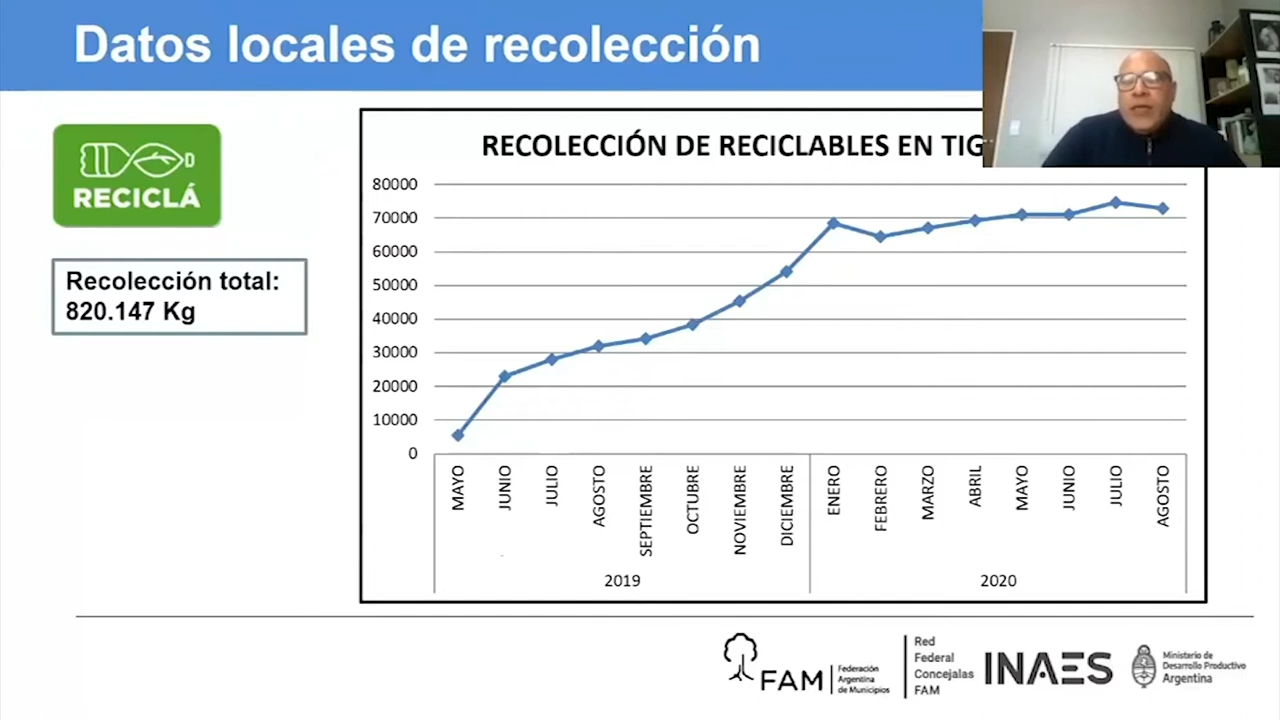 Datos locales de recolección
RECICLÁ
Recolección total:
820.147 Kg
RECOLECCIÓN DE RECICLABLES EN
80000
70000
60000
50000
40000
30000
20000
10000
0
MAYO
JUNIO
JULIO
AGOSTO
SEPTIEMBRE
OCTUBRE
NOVIEMBRE
DICIEMBRE
ENERO
FEBRERO
MARZO
ABRIL
MAYO
JUNIO
JULIO
AGOSTO
2019
2020
FAM
Federación
Argentina
de Municipios
Red
Federal
Concejalas
FAM
INAES
Ministerio de
Desarrollo Productivo
Argentina